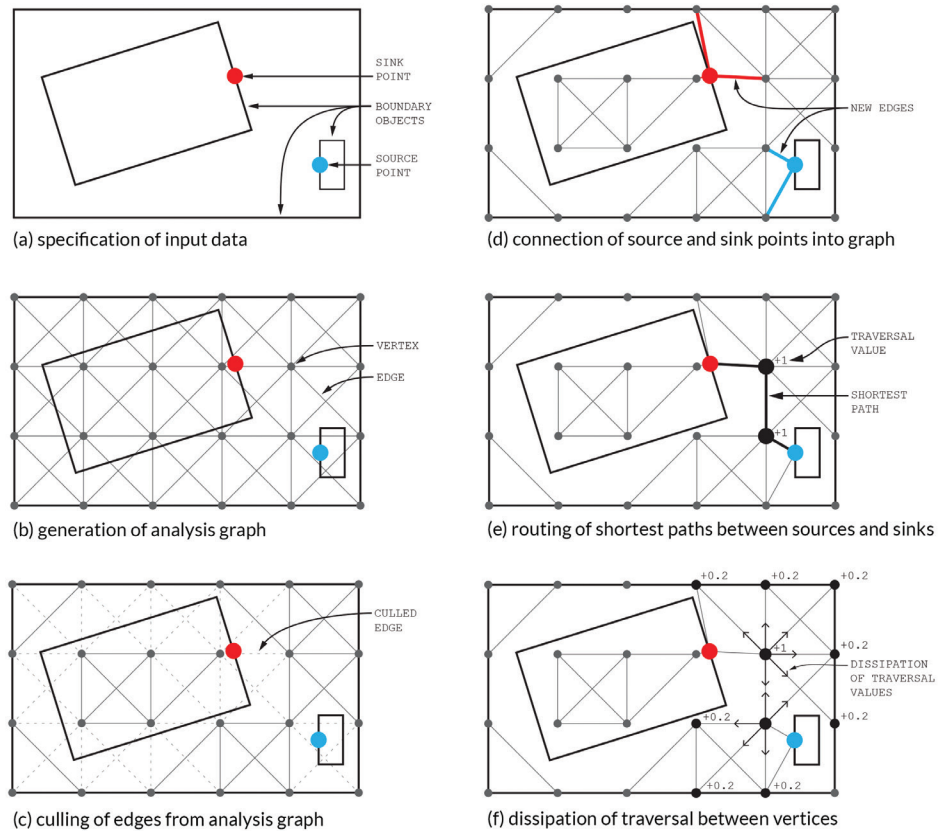 SINK
POINT
BOUNDARY
OBJECTS
SOURCE
POINT
(a) specification of input data
NEW EDGES
(d) connection of source and sink points into graph
VERTEX
EDGE
(b) generation of analysis graph
TRAVERSAL
VALUE
+1
SHORTEST
PATH
+1
(e) routing of shortest paths between sources and sinks
CULLED
EDGE
(c) culling of edges from analysis graph
+0.2
+0.2
+0.2
+1
+0.2
DISSIPATION
OF TRAVERSAL
VALUES
+0.2
+0.2
+0.2
+0.2
(f) dissipation of traversal between vertices